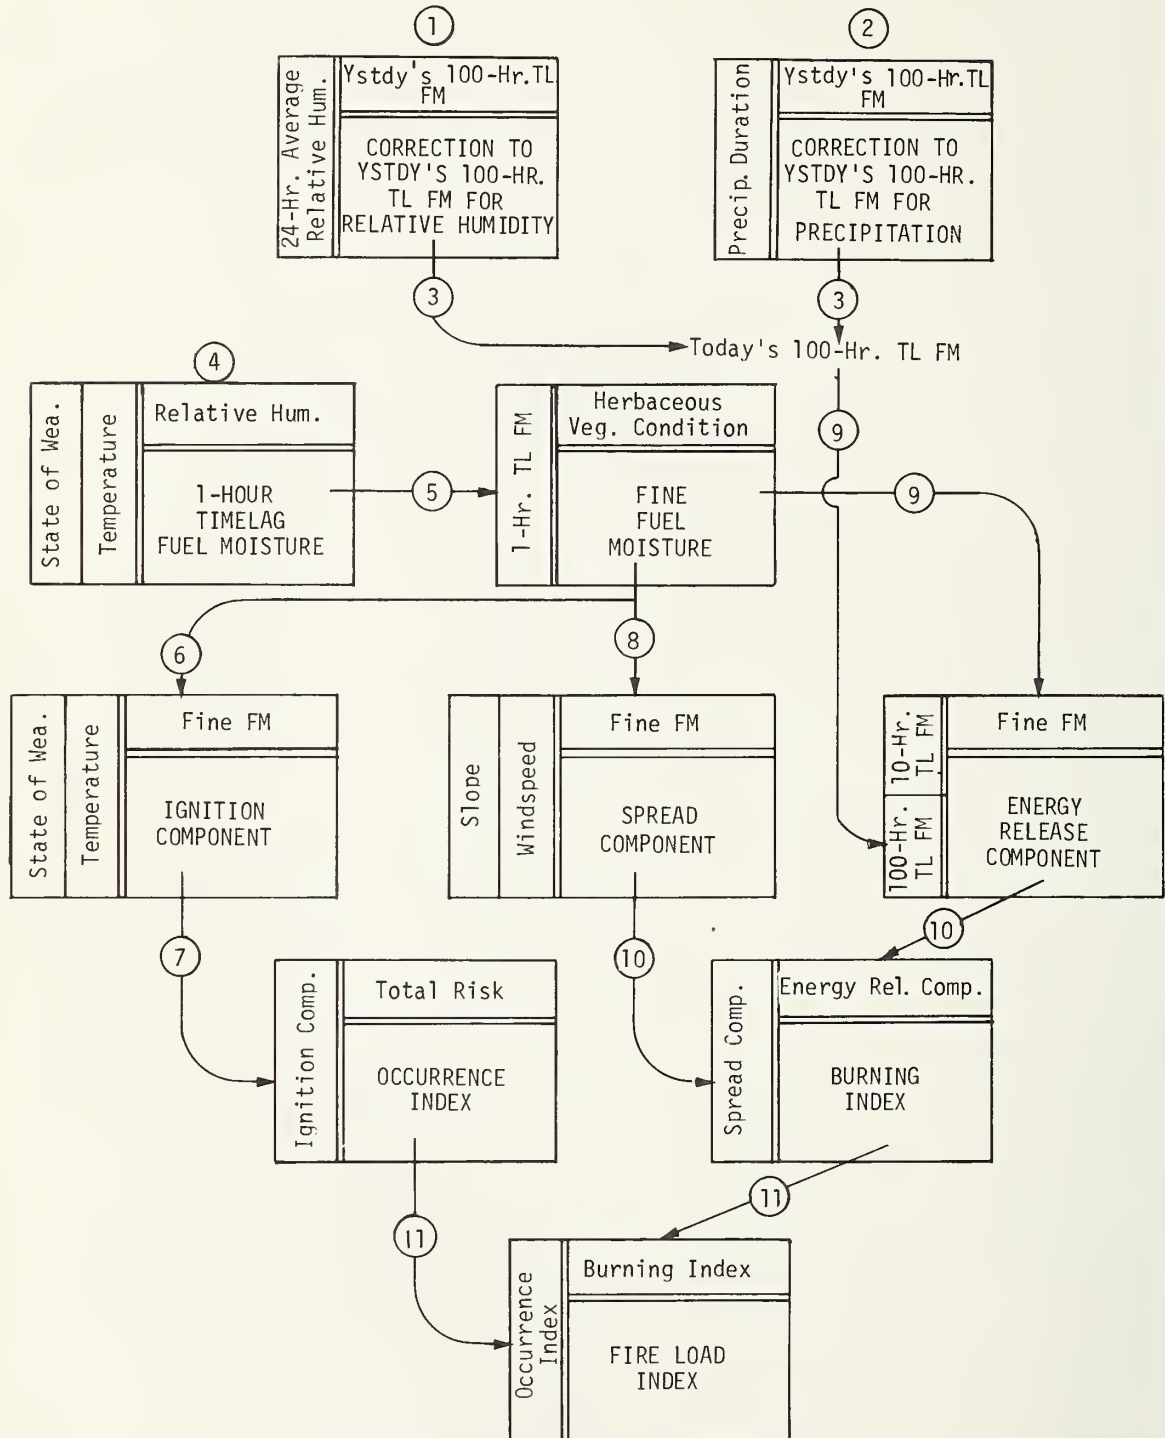 1
2
24-Hr. Average
Relative Hum.
Ystdy's 100-Hr.TL
FM
CORRECTION TO
YSTDY'S 100-HR.
TL FM FOR
RELATIVE HUMIDITY
Precip. Duration
Ystdy's 100-Hr.TL
FM
CORRECTION TO
YSTDY'S 100-HR.
TL FM FOR
PRECIPITATION
3
3
Today's 100-Hr. TL FM
4
State of Wea.
Temperature
Relative Hum.
1-HOUR
TIMELAG
FUEL MOISTURE
5
1-Hr. TL FM
Herbaceous
Veg. Condition
FINE
FUEL
MOISTURE
9
9
6
8
State of Wea.
Temperature
Fine FM
IGNITION
COMPONENT
Slope
Windspeed
Fine FM
SPREAD
COMPONENT
10-Hr.
TL FM
100-Hr.
TL FM
Fine FM
ENERGY
RELEASE
COMPONENT
7
10
10
Ignition Comp.
Total Risk
OCCURRENCE
INDEX
Spread Comp.
Energy Rel. Comp.
BURNING
INDEX
11
11
Occurrence
Index
Burning Index
FIRE LOAD
INDEX